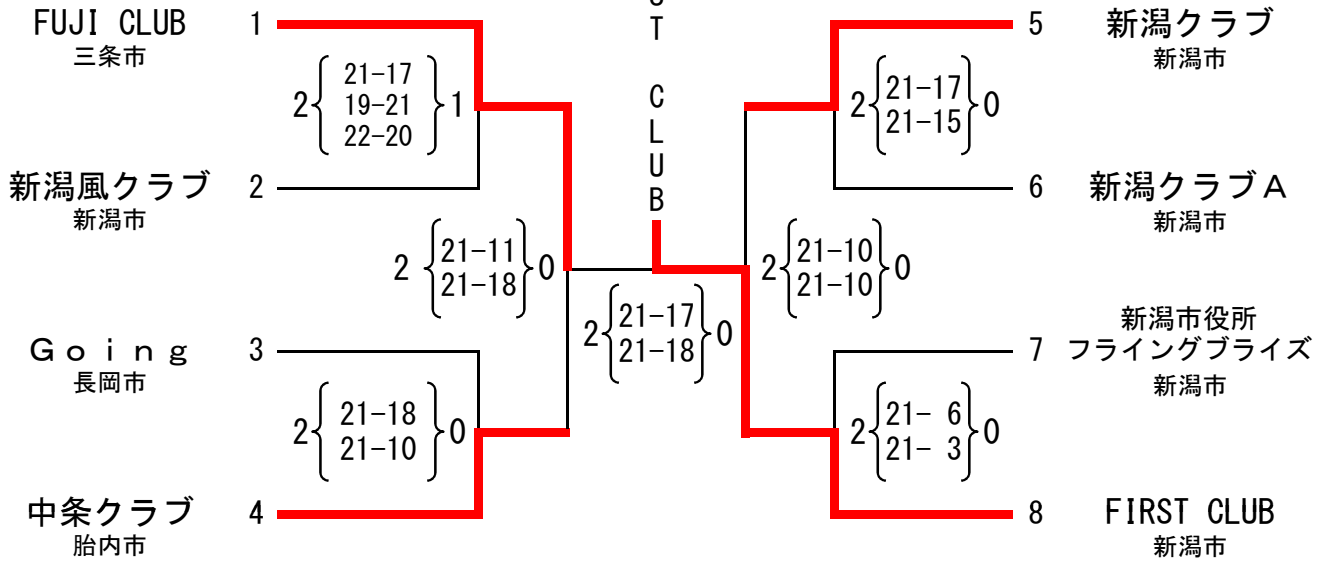 FUJI CLUB
三条市
1
21-17
19-21
22-20
2
1
新潟風クラブ
新潟市
2
2
21-11
21-18
0
Ｇｏｉｎｇ
長岡市
3
2
21-18
21-10
0
中条クラブ
胎内市
4
T
C
L
U
B
2
21-17
21-18
0
5
新潟クラブ
新潟市
2
21-17
21-15
0
6
新潟クラブＡ
新潟市
2
21-10
21-10
0
7
新潟市役所
フライングブライズ
新潟市
2
21- 6
21- 3
0
8
FIRST CLUB
新潟市